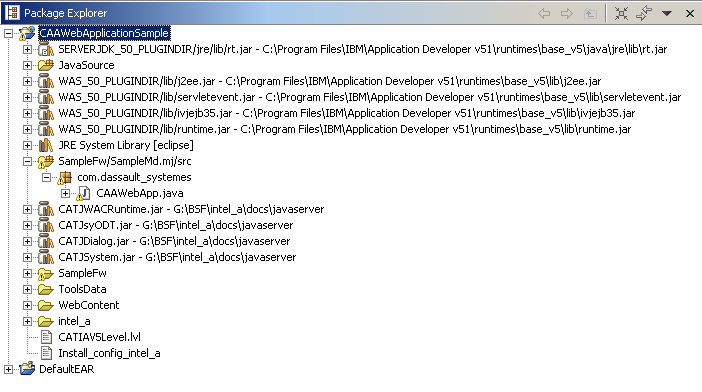 Package Explorer
CAAWebApplicationSample
SERVERJDK_50_PLUGINDIR/jre/lib/rt.jar - C:\Program Files\IBM\Application Developer v51\runtimes\base_v5\java\jre\lib\rt.jar
JavaSource
WAS_50_PLUGINDIR/lib/j2ee.jar - C:\Program Files\IBM\Application Developer v51\runtimes\base_v5\lib\j2ee.jar
WAS_50_PLUGINDIR/lib/servletevent.jar - C:\Program Files\IBM\Application Developer v51\runtimes\base_v5\lib\servletevent.jar
WAS_50_PLUGINDIR/lib/ivjejb35.jar - C:\Program Files\IBM\Application Developer v51\runtimes\base_v5\lib\ivjejb35.jar
WAS_50_PLUGINDIR/lib/runtime.jar - C:\Program Files\IBM\Application Developer v51\runtimes\base_v5\lib\runtime.jar
JRE System Library [eclipse]
SampleFw/SampleMd.mj/src
com.dassault_systemes
CAAWebApp.java
CATJWACRuntime.jar - G:\BSF\intel_a\docs\javaserver
CATJsyODT.jar - G:\BSF\intel_a\docs\javaserver
CATJDialog.jar - G:\BSF\intel_a\docs\javaserver
CATJSystem.jar - G:\BSF\intel_a\docs\javaserver
SampleFw
ToolsData
WebContent
intel_a
CATIAV5Level.lvl
Install_config_intel_a
DefaultEAR